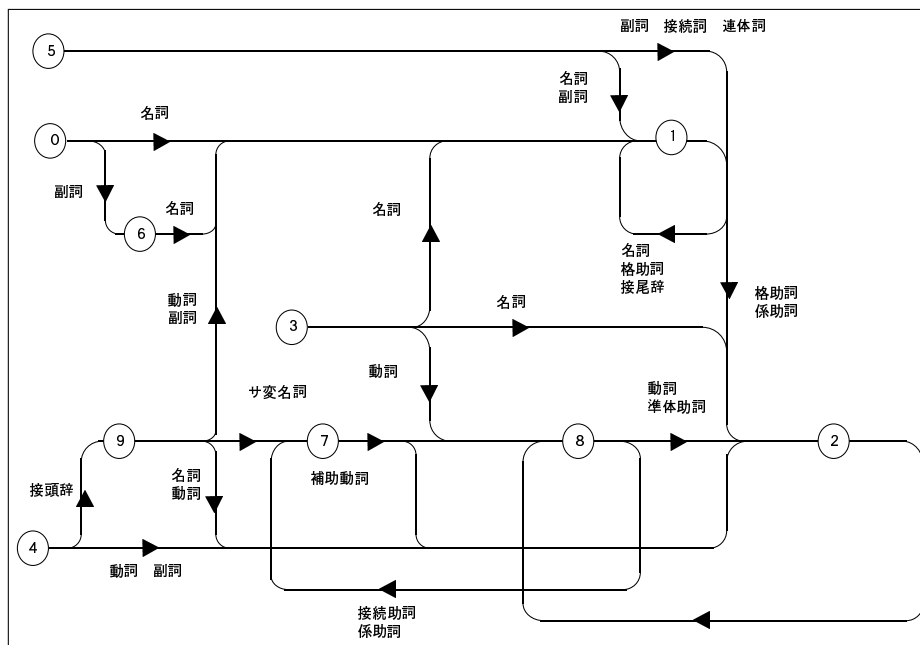 副詞 接続詞 連体詞
5
名詞
副詞
名詞
0
1
副詞
名詞
6
名詞
名詞
格助詞
接尾辞
動詞
副詞
名詞
格助詞
係助詞
3
動詞
サ変名詞
動詞
準体助詞
9
7
8
2
名詞
動詞
補助動詞
接頭辞
4
動詞 副詞
接続助詞
係助詞